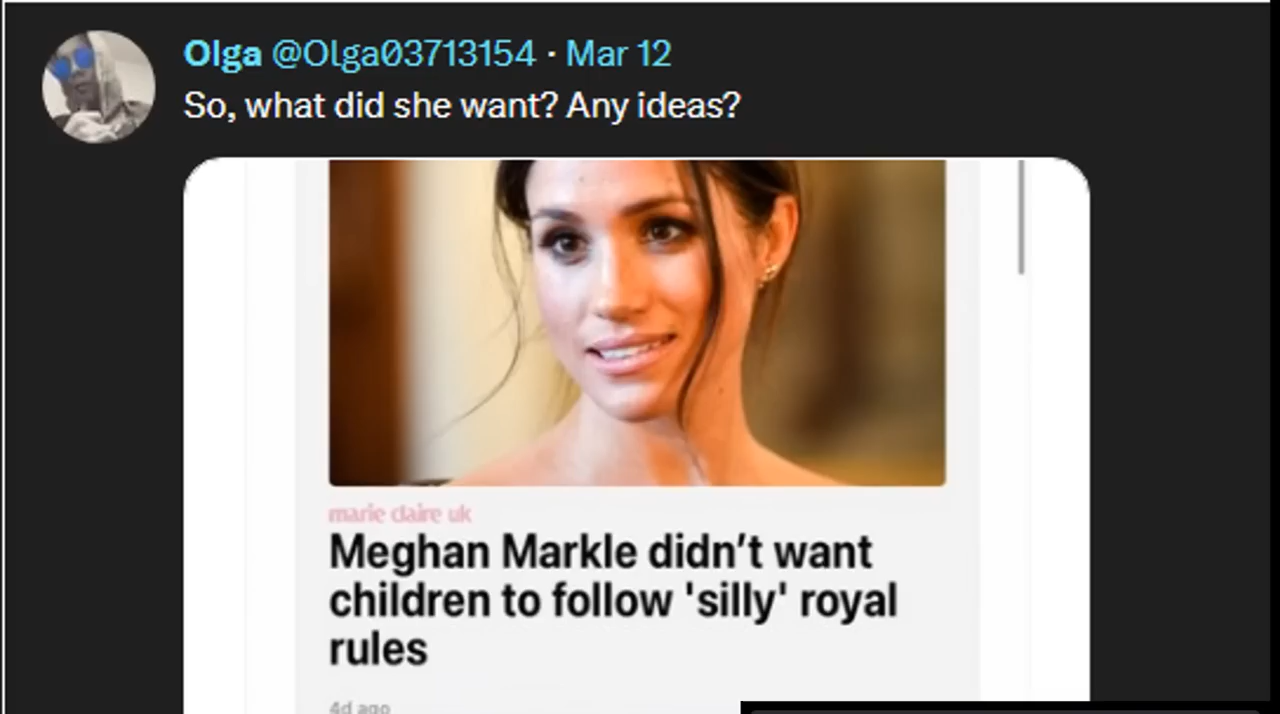 Olga @Olga03713154 · Mar 12
So, what did she want? Any ideas?
marie claire uk
Meghan Markle didn’t want
children to follow 'silly' royal
rules
4d ago